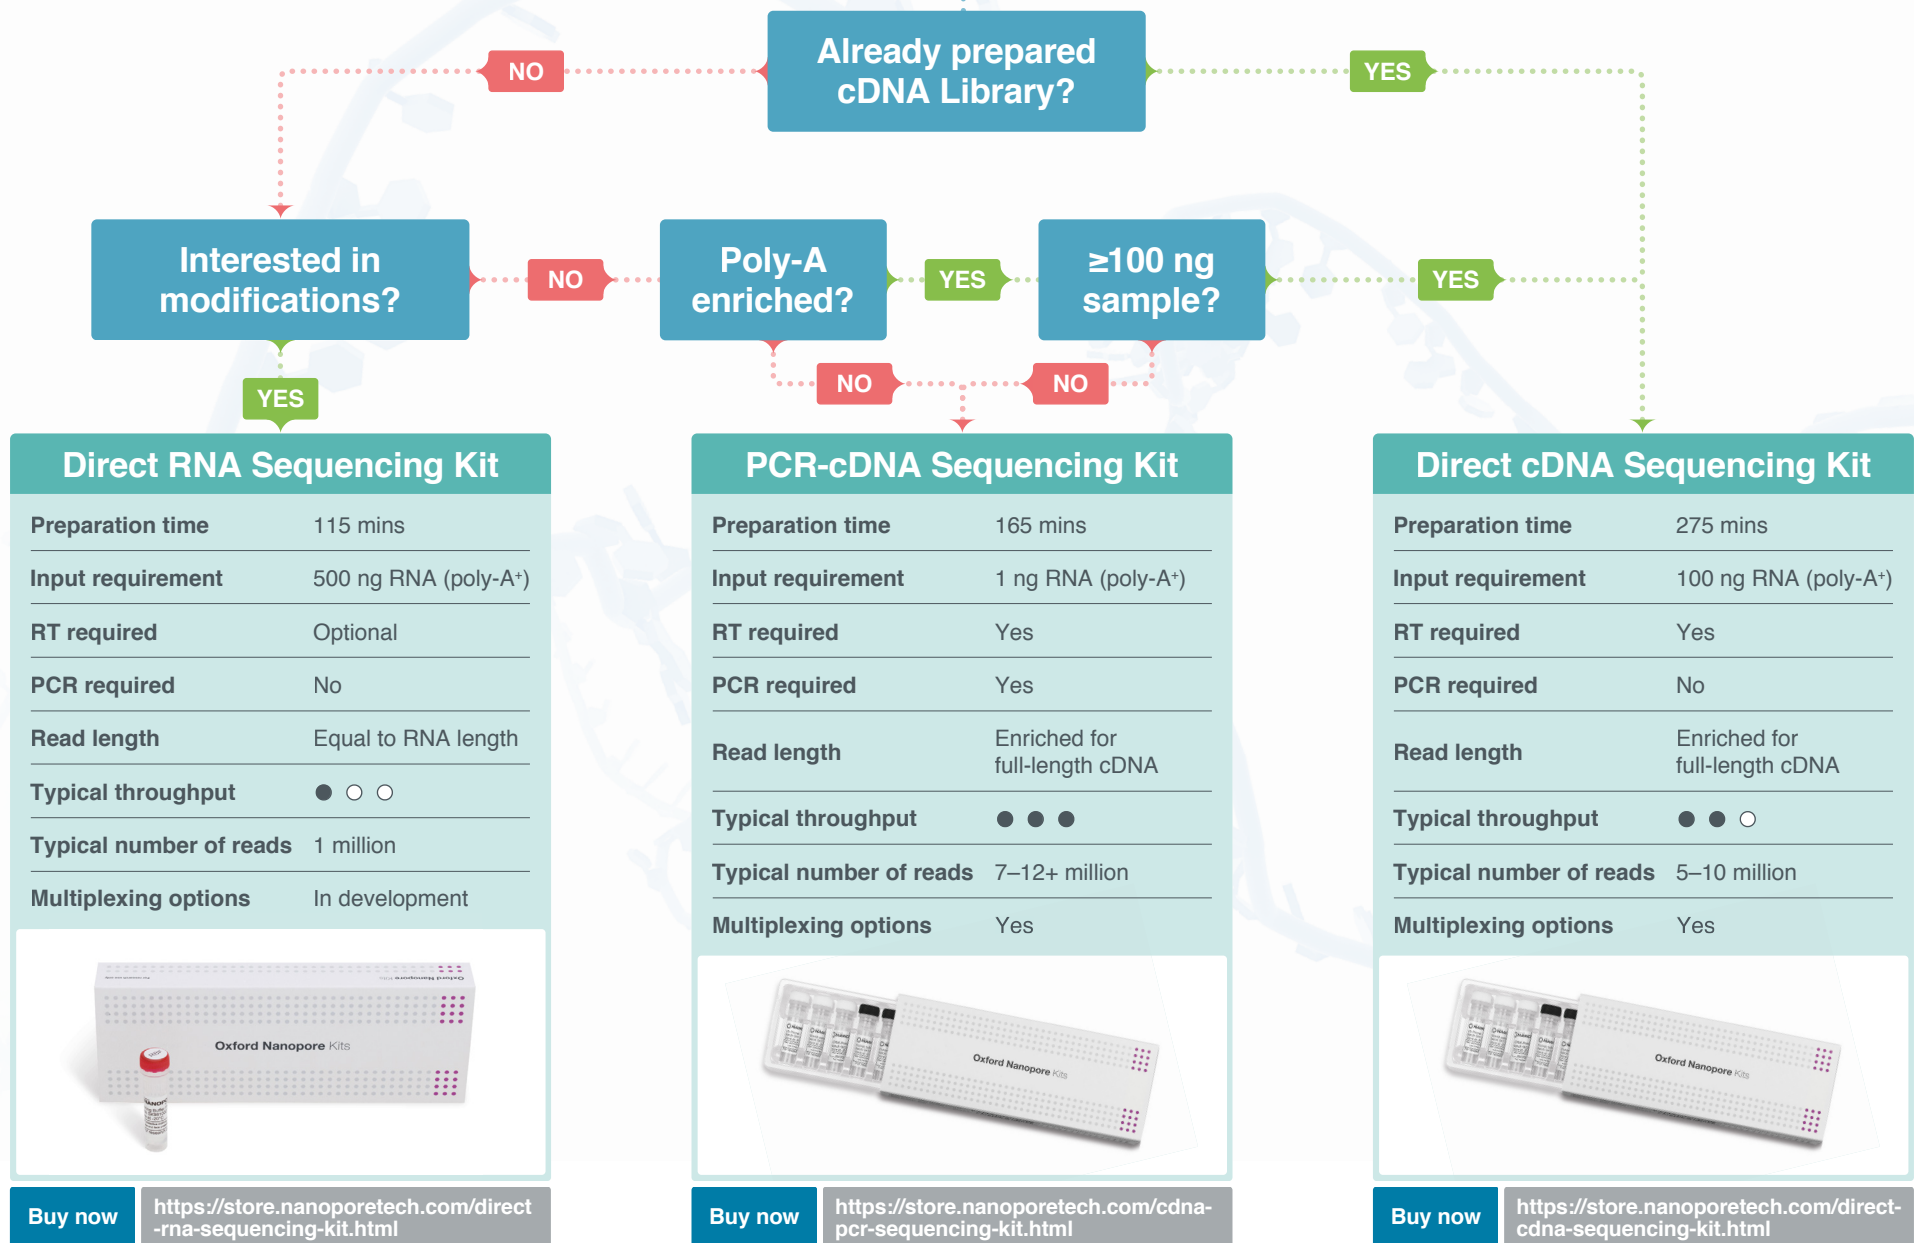 Already prepared
cDNA Library?
NO
YES
Interested in
modifications?
NO
Poly-A
enriched?
YES
≥100 ng
sample?
YES
YES
NO
NO
Direct RNA Sequencing Kit
Preparation time 115 mins
Input requirement 500 ng RNA (poly-A⁺)
RT required Optional
PCR required No
Read length Equal to RNA length
Typical throughput
Typical number of reads 1 million
Multiplexing options In development
Oxford Nanopore Kits
Oxford Nanopore Kits
Buy now
https://store.nanoporetech.com/direct
-rna-sequencing-kit.html
PCR-cDNA Sequencing Kit
Preparation time 165 mins
Input requirement 1 ng RNA (poly-A⁺)
RT required Yes
PCR required Yes
Read length Enriched for
full-length cDNA
Typical throughput
Typical number of reads 7–12+ million
Multiplexing options Yes
Oxford Nanopore Kits
Buy now
https://store.nanoporetech.com/cdna-
pcr-sequencing-kit.html
Direct cDNA Sequencing Kit
Preparation time 275 mins
Input requirement 100 ng RNA (poly-A⁺)
RT required Yes
PCR required No
Read length Enriched for
full-length cDNA
Typical throughput
Typical number of reads 5–10 million
Multiplexing options Yes
Oxford Nanopore Kits
Buy now
https://store.nanoporetech.com/direct-
cdna-sequencing-kit.html